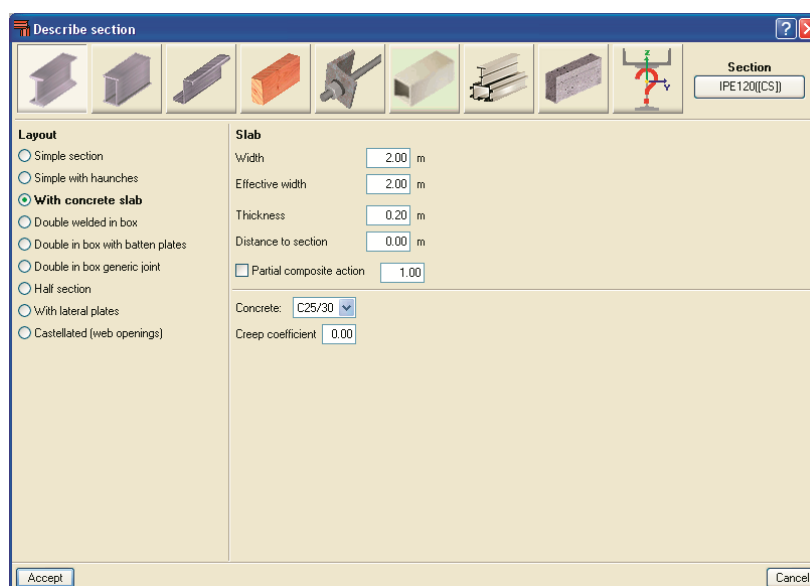 Describe section
?
Section
IPE120([CS])
z
Y
Layout
Simple section
Simple with haunches
With concrete slab
Double welded in box
Double in box with batten plates
Double in box generic joint
Half section
With lateral plates
Castellated (web openings)
Slab
Width 2.00 m
Effective width 2.00 m
Thickness 0.20 m
Distance to section 0.00 m
Partial composite action 1.00
Concrete: C25/30
Creep coefficient 0.00
Accept
Cancel